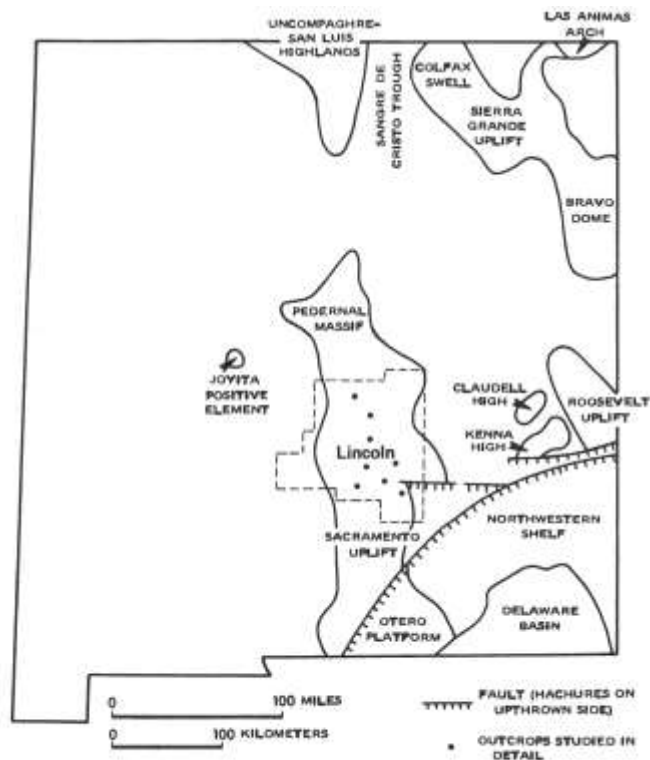 UNCOMPAGHRE-
SAN LUIS
HIGHLANOS
LAS ANIMAS
ARCH
SANGRE DE
CRISTO TROUGH
COLFAX
SWELL
SIERRA
GRANDE
UPLIFT
BRAVO
DOME
PEDERNAL
MASSIF
JOYITA
POSITIVE
ELEMENT
CLAUDELL
HIGH
ROOSEVELT
UPLIFT
KENNA
HIGH
Lincoln
NORTHWESTERN
SHELF
SACRAMENTO
UPLIFT
OTERO
PLATFORM
DELAWARE
BASIN
0 100 MILES
0 100 KILOMETERS
FAULT (HACHURES ON
UPTHROWN SIDE)
OUTCROPS STUDIED IN
DETAIL